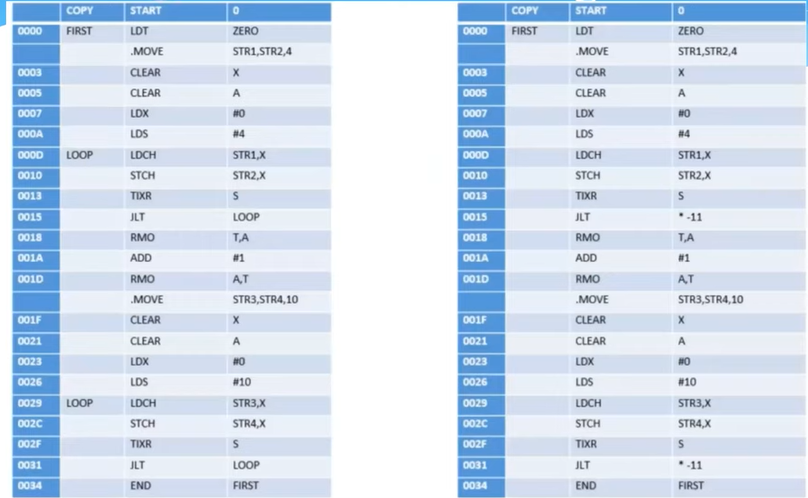 COPY START 0
0000 FIRST LDT ZERO
.MOVE STR1,STR2,4
0003 CLEAR X
0005 CLEAR A
0007 LDX #0
000A LDS #4
000D LOOP LDCH STR1,X
0010 STCH STR2,X
0013 TIXR S
0015 JLT LOOP
0018 RMO T,A
001A ADD #1
001D RMO A,T
.MOVE STR3,STR4,10
001F CLEAR X
0021 CLEAR A
0023 LDX #0
0026 LDS #10
0029 LOOP LDCH STR3,X
002C STCH STR4,X
002F TIXR S
0031 JLT LOOP
0034 END FIRST
COPY START 0
0000 FIRST LDT ZERO
.MOVE STR1,STR2,4
0003 CLEAR X
0005 CLEAR A
0007 LDX #0
000A LDS #4
000D LDCH STR1,X
0010 STCH STR2,X
0013 TIXR S
0015 JLT * -11
0018 RMO T,A
001A ADD #1
001D RMO A,T
.MOVE STR3,STR4,10
001F CLEAR X
0021 CLEAR A
0023 LDX #0
0026 LDS #10
0029 LDCH STR3,X
002C STCH STR4,X
002F TIXR S
0031 JLT * -11
0034 END FIRST